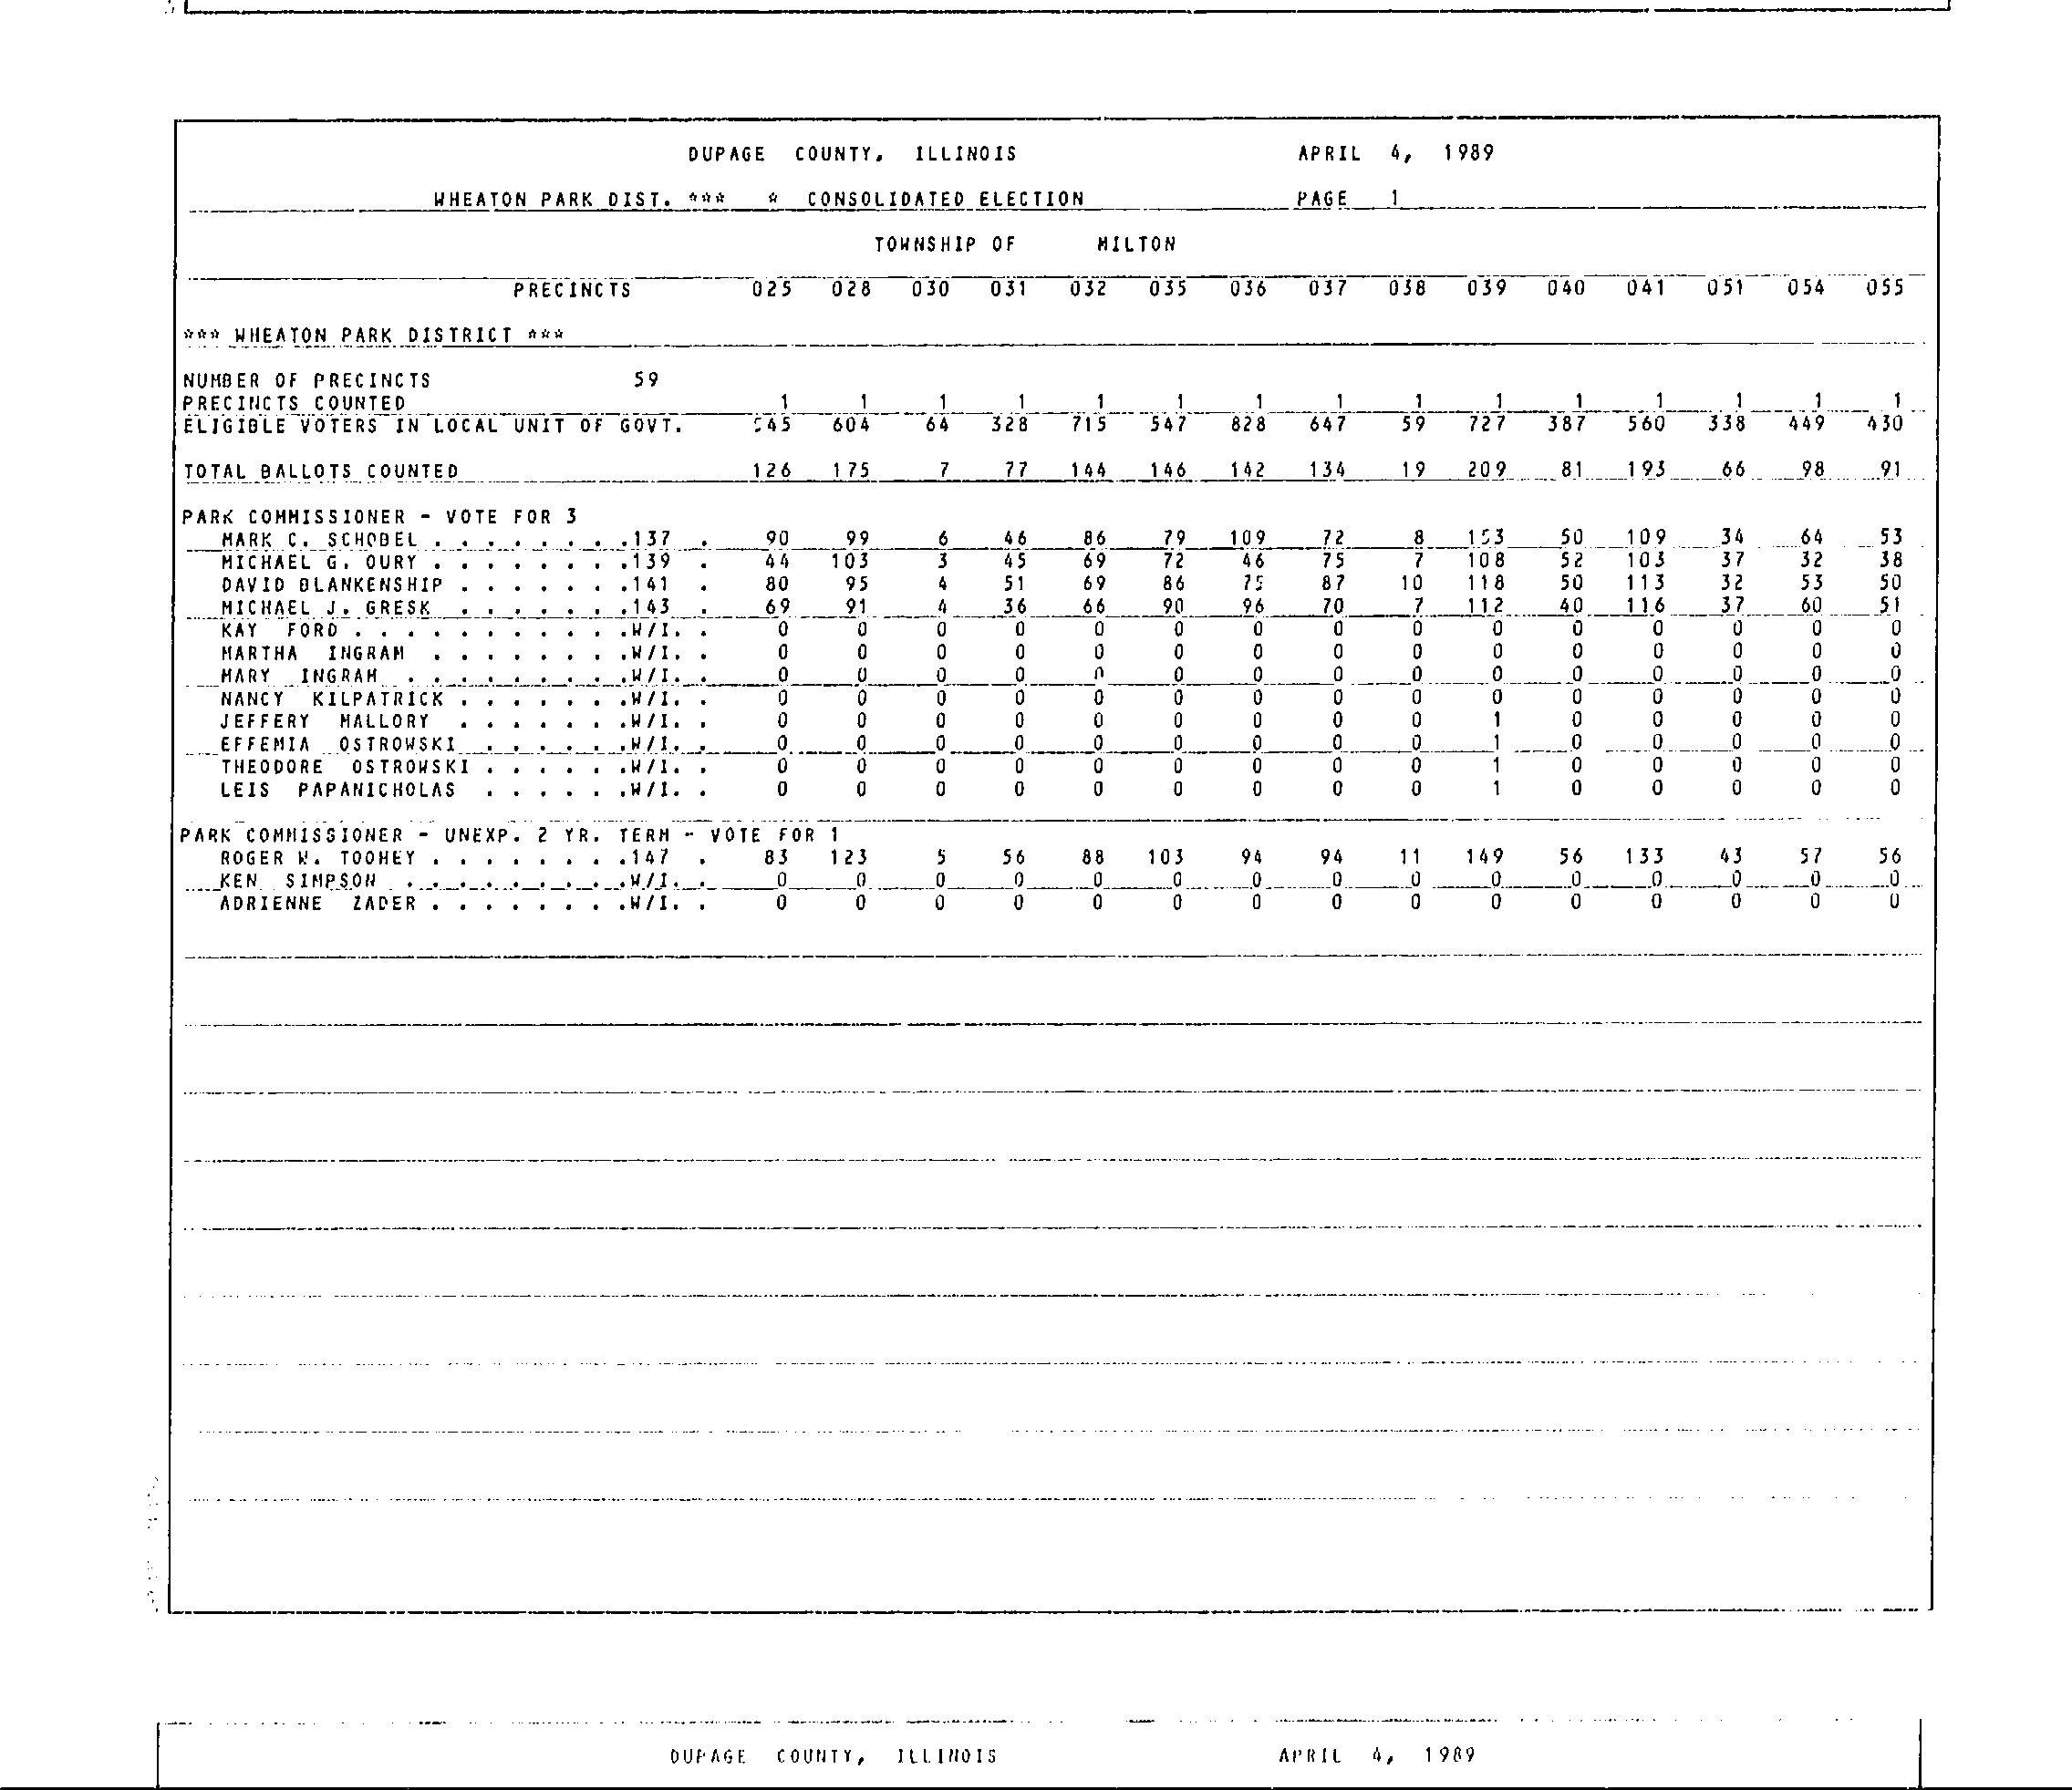 DUPAGE COUNTY, ILLINOIS APRIL 4, 1989
WHEATON PARK DIST. *** * CONSOLIDATED ELECTION PAGE 1
TOWNSHIP OF MILTON
PRECINCTS 025 028 030 031 032 035 036 037 038 039 040 041 051 054 055
*** WHEATON PARK DISTRICT ***
NUMBER OF PRECINCTS 59
PRECINCTS COUNTED 1 1 1 1 1 1 1 1 1 1 1 1 1 1 1
ELIGIBLE VOTERS IN LOCAL UNIT OF GOVT. 545 604 64 328 715 547 828 647 59 727 387 560 338 449 430
TOTAL BALLOTS COUNTED 126 175 7 77 144 146 142 134 19 209 81 193 66 98 91
PARK COMMISSIONER - VOTE FOR 3
MARK C. SCHOBEL . . . . . . . .137 . 90 99 6 46 86 79 109 72 8 153 50 109 34 64 53
MICHAEL G. OURY . . . . . . . .139 . 44 103 3 45 69 72 46 75 7 108 52 103 37 32 38
DAVID BLANKENSHIP . . . . . . .141 . 80 95 4 51 69 86 75 87 10 118 50 113 32 53 50
MICHAEL J. GRESK . . . . . . .143 . 69 91 4 36 66 90 96 70 7 112 40 116 37 60 51
KAY FORD . . . . . . . . . . .W/I. . 0 0 0 0 0 0 0 0 0 0 0 0 0 0 0
MARTHA INGRAM . . . . . . . .W/I. . 0 0 0 0 0 0 0 0 0 0 0 0 0 0 0
MARY INGRAM . . . . . . . . .W/I. . 0 0 0 0 0 0 0 0 0 0 0 0 0 0 0
NANCY KILPATRICK . . . . . . .W/I. . 0 0 0 0 0 0 0 0 0 0 0 0 0 0 0
JEFFERY MALLORY . . . . . . .W/I. . 0 0 0 0 0 0 0 0 0 1 0 0 0 0 0
EFFEMIA OSTROWSKI . . . . . .W/I. . 0 0 0 0 0 0 0 0 0 1 0 0 0 0 0
THEODORE OSTROWSKI . . . . . .W/I. . 0 0 0 0 0 0 0 0 0 1 0 0 0 0 0
LEIS PAPANICHOLAS . . . . . .W/I. . 0 0 0 0 0 0 0 0 0 1 0 0 0 0 0
PARK COMMISSIONER - UNEXP. 2 YR. TERM - VOTE FOR 1
ROGER W. TOOHEY . . . . . . . .147 . 83 123 5 56 88 103 94 94 11 149 56 133 43 57 56
KEN SIMPSON . . . . . . . . .W/I. . 0 0 0 0 0 0 0 0 0 0 0 0 0 0 0
ADRIENNE ZADER . . . . . . . .W/I. . 0 0 0 0 0 0 0 0 0 0 0 0 0 0 0
DUPAGE COUNTY, ILLINOIS APRIL 4, 1989